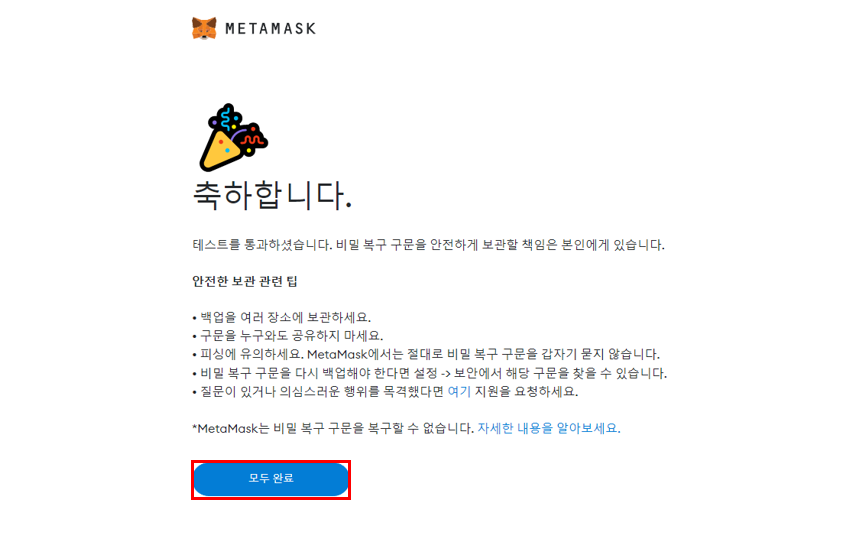 METAMASK
축하합니다.
테스트를 통과하셨습니다. 비밀 복구 구문을 안전하게 보관할 책임은 본인에게 있습니다.
안전한 보관 관련 팁
• 백업을 여러 장소에 보관하세요.
• 구문을 누구와도 공유하지 마세요.
• 피싱에 유의하세요. MetaMask에서는 절대로 비밀 복구 구문을 갑자기 묻지 않습니다.
• 비밀 복구 구문을 다시 백업해야 한다면 설정 -> 보안에서 해당 구문을 찾을 수 있습니다.
• 질문이 있거나 의심스러운 행위를 목격했다면 여기 지원을 요청하세요.
*MetaMask는 비밀 복구 구문을 복구할 수 없습니다. 자세한 내용을 알아보세요.
모두 완료